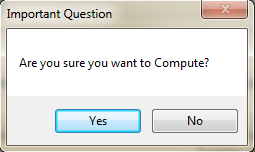 Important Question
Are you sure you want to Compute?
Yes
No